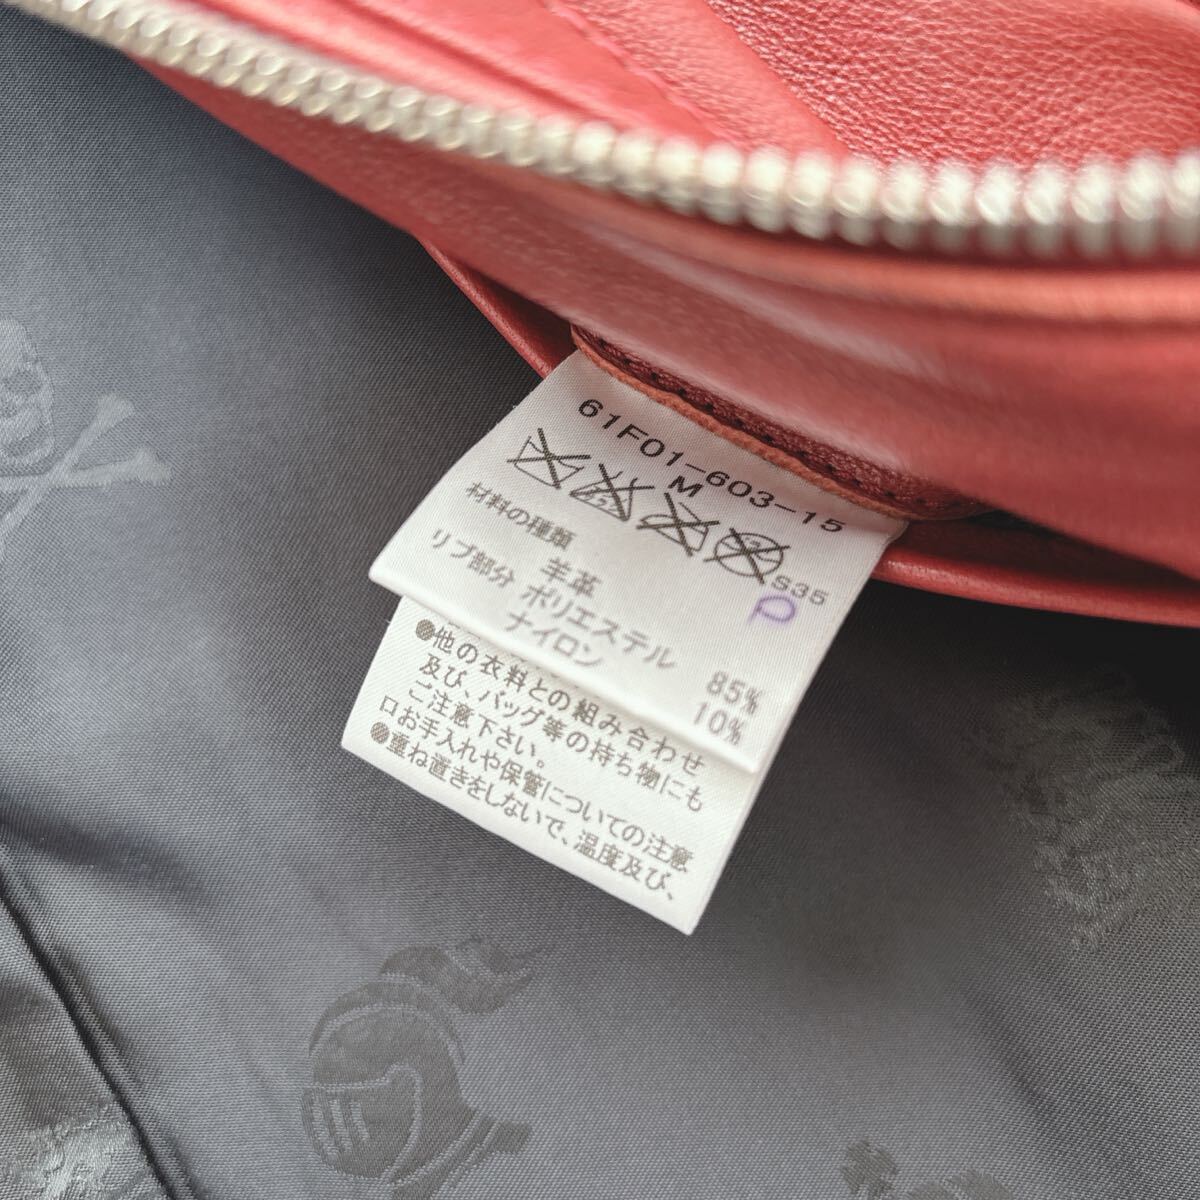 61F01-603-15
M
S35
材料の種類
羊革
リブ部分 ポリエステル 85%
ナイロン 10%
●他の衣料との組み合わせ
及び、バッグ等の持ち物にも
ご注意下さい。
口お手入れや保管についての注意
●重ね置きをしないで、温度及び、